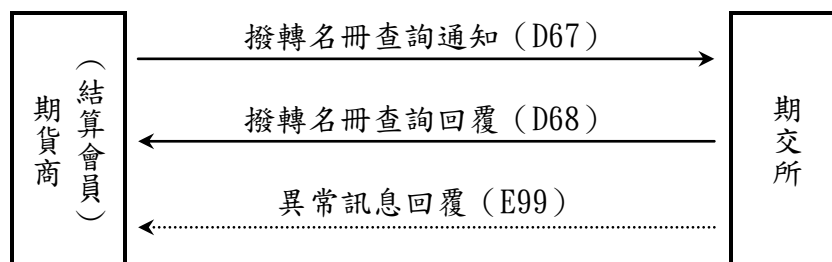 期貨商
（結算會員）
撥轉名冊查詢通知（D67）
撥轉名冊查詢回覆（D68）
異常訊息回覆（E99）
期交所